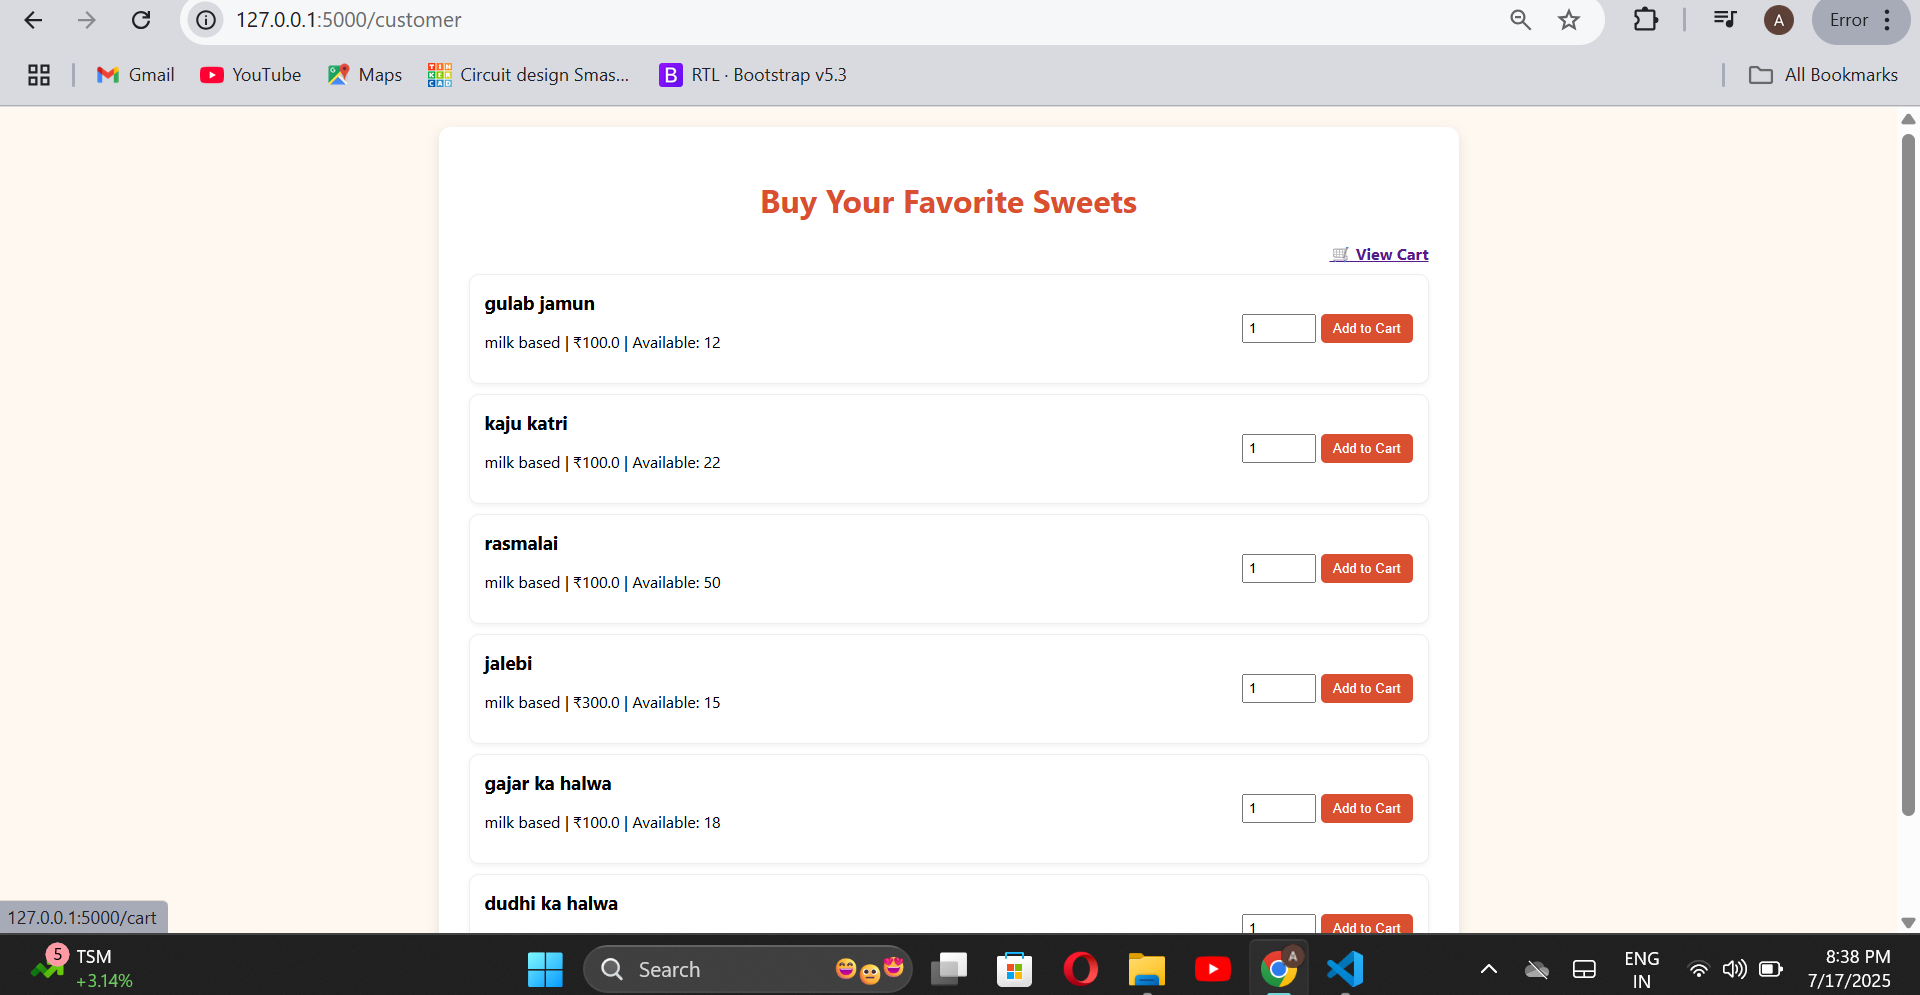 127.0.0.1:5000/customer
A
Error
Gmail
YouTube
Maps
Circuit design Smas...
B
RTL · Bootstrap v5.3
All Bookmarks
Buy Your Favorite Sweets
View Cart
gulab jamun
milk based | ₹100.0 | Available: 12
1
Add to Cart
kaju katri
milk based | ₹100.0 | Available: 22
1
Add to Cart
rasmalai
milk based | ₹100.0 | Available: 50
1
Add to Cart
jalebi
milk based | ₹300.0 | Available: 15
1
Add to Cart
gajar ka halwa
milk based | ₹100.0 | Available: 18
1
Add to Cart
dudhi ka halwa
1
Add to Cart
127.0.0.1:5000/cart
5
TSM
+3.14%
Search
A
ENG
IN
8:38 PM
7/17/2025